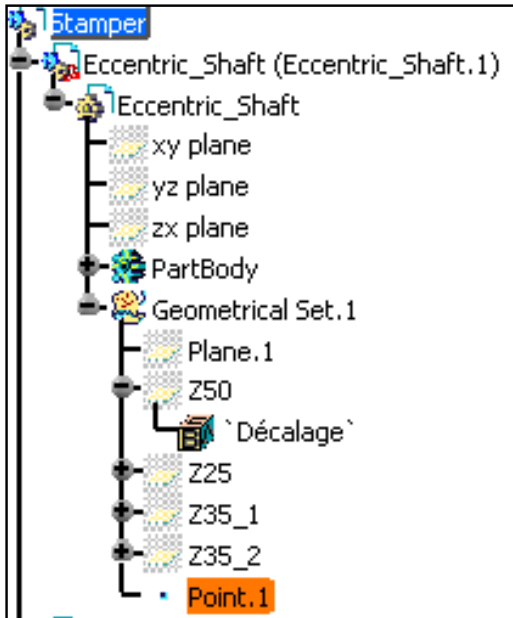 Stamper
Eccentric_Shaft (Eccentric_Shaft.1)
Eccentric_Shaft
xy plane
yz plane
zx plane
PartBody
Geometrical Set.1
Plane.1
Z50
`Décalage`
Z25
Z35_1
Z35_2
Point.1